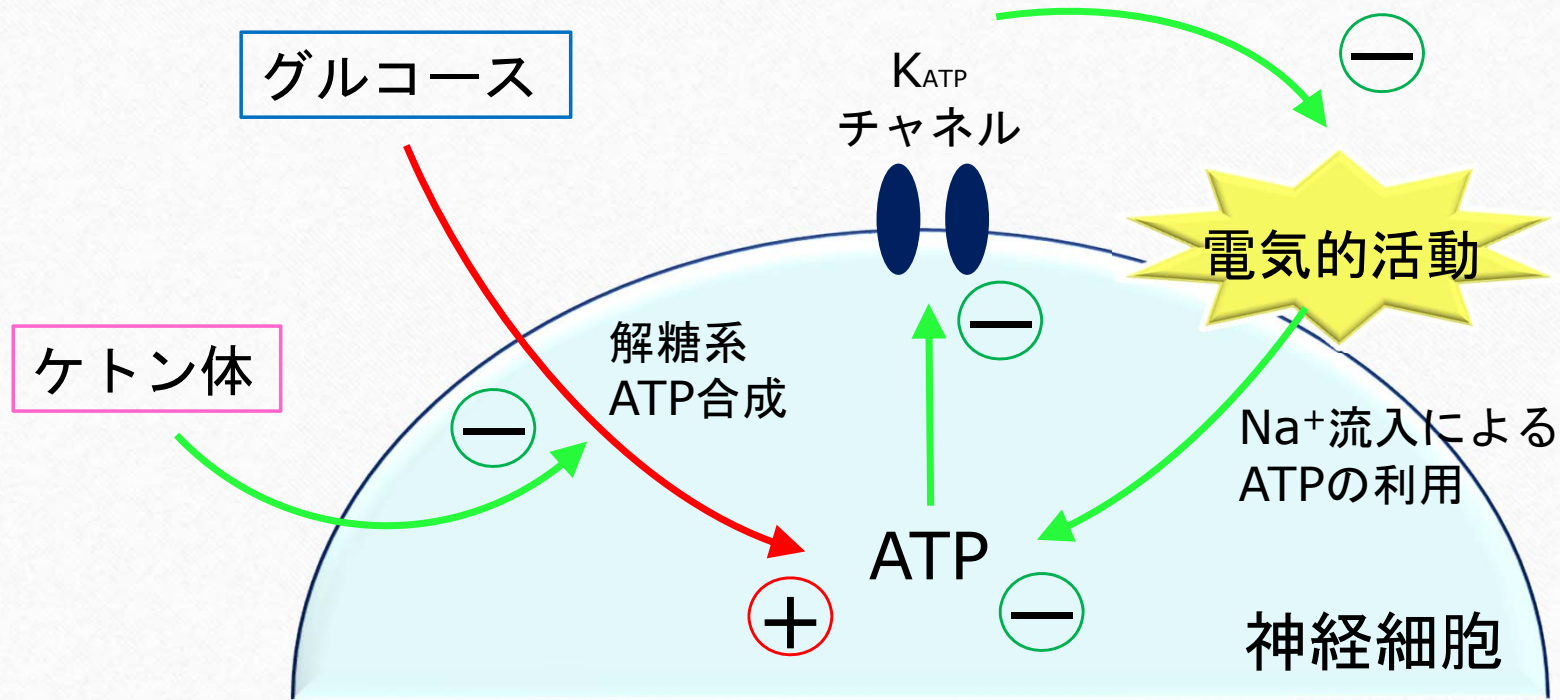 グルコース
KATP
チャネル
電気的活動
ケトン体
解糖系
ATP合成
Na⁺流入による
ATPの利用
ATP
神経細胞
－
－
－
＋
－